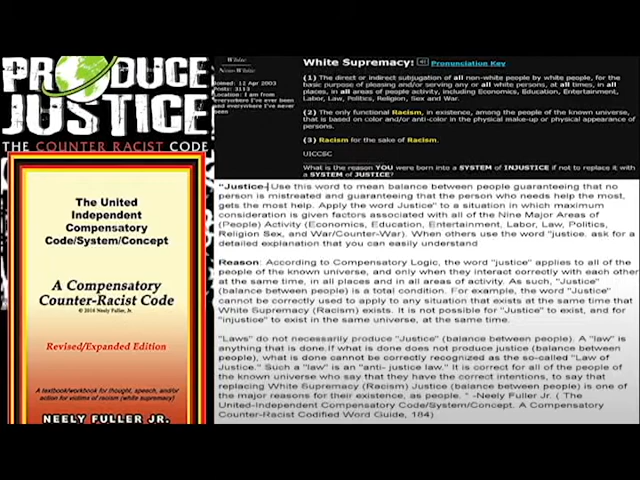 PRODUCE
JUSTICE
THE COUNTER RACIST CODE
The United
Independent
Compensatory
Code/System/Concept
A Compensatory
Counter-Racist Code
© 2016 Neely Fuller, Jr.
Revised/Expanded Edition
A textbook/workbook for thought, speech, and/or
action for victims of racism (white supremacy)
NEELY FULLER JR.
White
Non-White
Joined: 12 Apr 2003
Posts: 3113
Location: I am from
everywhere I've ever been
and everywhere I've never
been
White Supremacy: Pronunciation Key
(1) The direct or indirect subjugation of all non-white people by white people, for the
basic purpose of pleasing and/or serving any or all white persons, at all times, in all
places, in all areas of people activity, including Economics, Education, Entertainment,
Labor, Law, Politics, Religion, Sex and War.
(2) The only functional Racism, in existence, among the people of the known universe,
that is based on color and/or anti-color in the physical make-up or physical appearance of
persons.
(3) Racism for the sake of Racism.
UICCSC
What is the reason YOU were born into a SYSTEM of INJUSTICE if not to replace it with
a SYSTEM of JUSTICE?
"Justice- Use this word to mean balance between people guaranteeing that no
person is mistreated and guaranteeing that the person who needs help the most,
gets the most help. Apply the word Justice" to a situation in which maximum
consideration is given factors associated with all of the Nine Major Areas of
(People) Activity (Economics, Education, Entertainment, Labor, Law, Politics,
Religion Sex, and War/Counter-War). When others use the word "justice. ask for a
detailed explanation that you can easily understand
Reason: According to Compensatory Logic, the word "justice" applies to all of the
people of the known universe, and only when they interact correctly with each other
at the same time, in all places and in all areas of activity. As such, "Justice"
(balance between people) is a total condition. For example, the word "Justice"
cannot be correctly used to apply to any situation that exists at the same time that
White Supremacy (Racism) exists. It is not possible for "Justice" to exist, and for
"injustice" to exist in the same universe, at the same time.
"Laws" do not necessarily produce "Justice" (balance between people). A "law" is
anything that is done.If what is done does not produce justice (balance between
people), what is done cannot be correctly recognized as the so-called "Law of
Justice." Such a "law" is an "anti- justice law." It is correct for all of the people of
the known universe who say that they have the correct intentions, to say that
replacing White Supremacy (Racism) Justice (balance between people) is one of
the major reasons for their existence, as people. " -Neely Fuller Jr. ( The
United-Independent Compensatory Code/System/Concept. A Compensatory
Counter-Racist Codified Word Guide, 184)